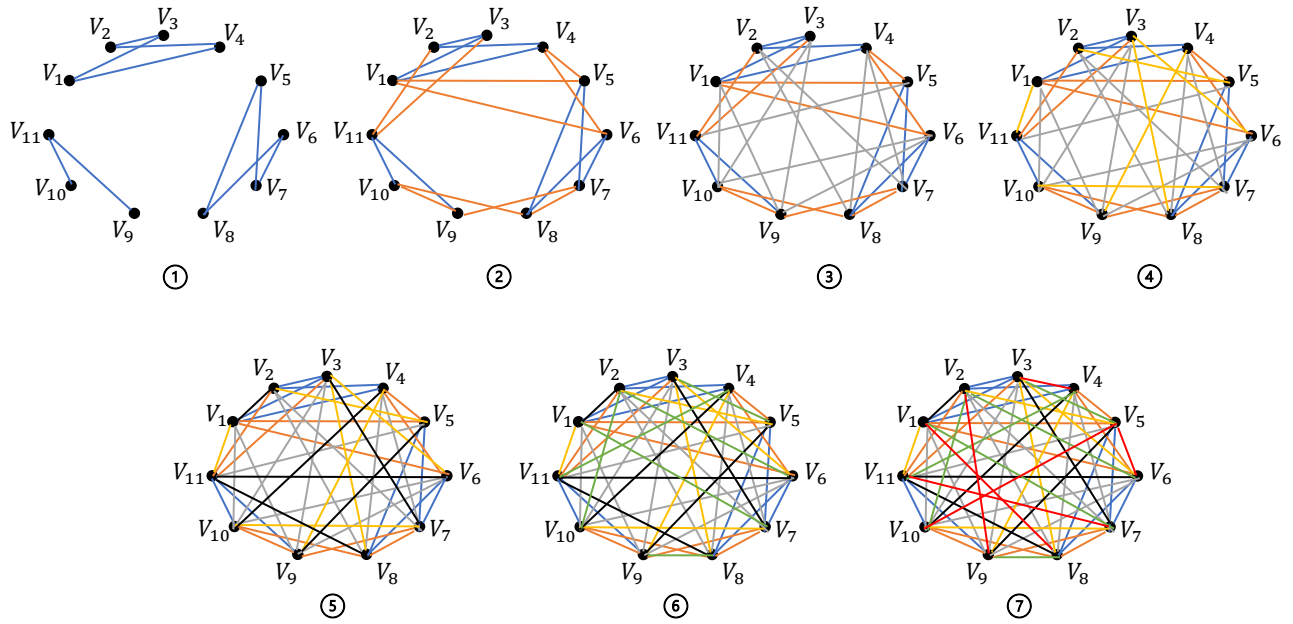 V₃
V₂
V₄
V₁
V₅
V₁₁
V₆
V₁₀
V₇
V₉
V₈
①
V₃
V₂
V₄
V₁
V₅
V₁₁
V₆
V₁₀
V₇
V₉
V₈
②
V₃
V₂
V₄
V₁
V₅
V₁₁
V₆
V₁₀
V₇
V₉
V₈
③
V₃
V₂
V₄
V₁
V₅
V₁₁
V₆
V₁₀
V₇
V₉
V₈
④
V₃
V₂
V₄
V₁
V₅
V₁₁
V₆
V₁₀
V₇
V₉
V₈
⑤
V₃
V₂
V₄
V₁
V₅
V₁₁
V₆
V₁₀
V₇
V₉
V₈
⑥
V₃
V₂
V₄
V₁
V₅
V₁₁
V₆
V₁₀
V₇
V₉
V₈
⑦